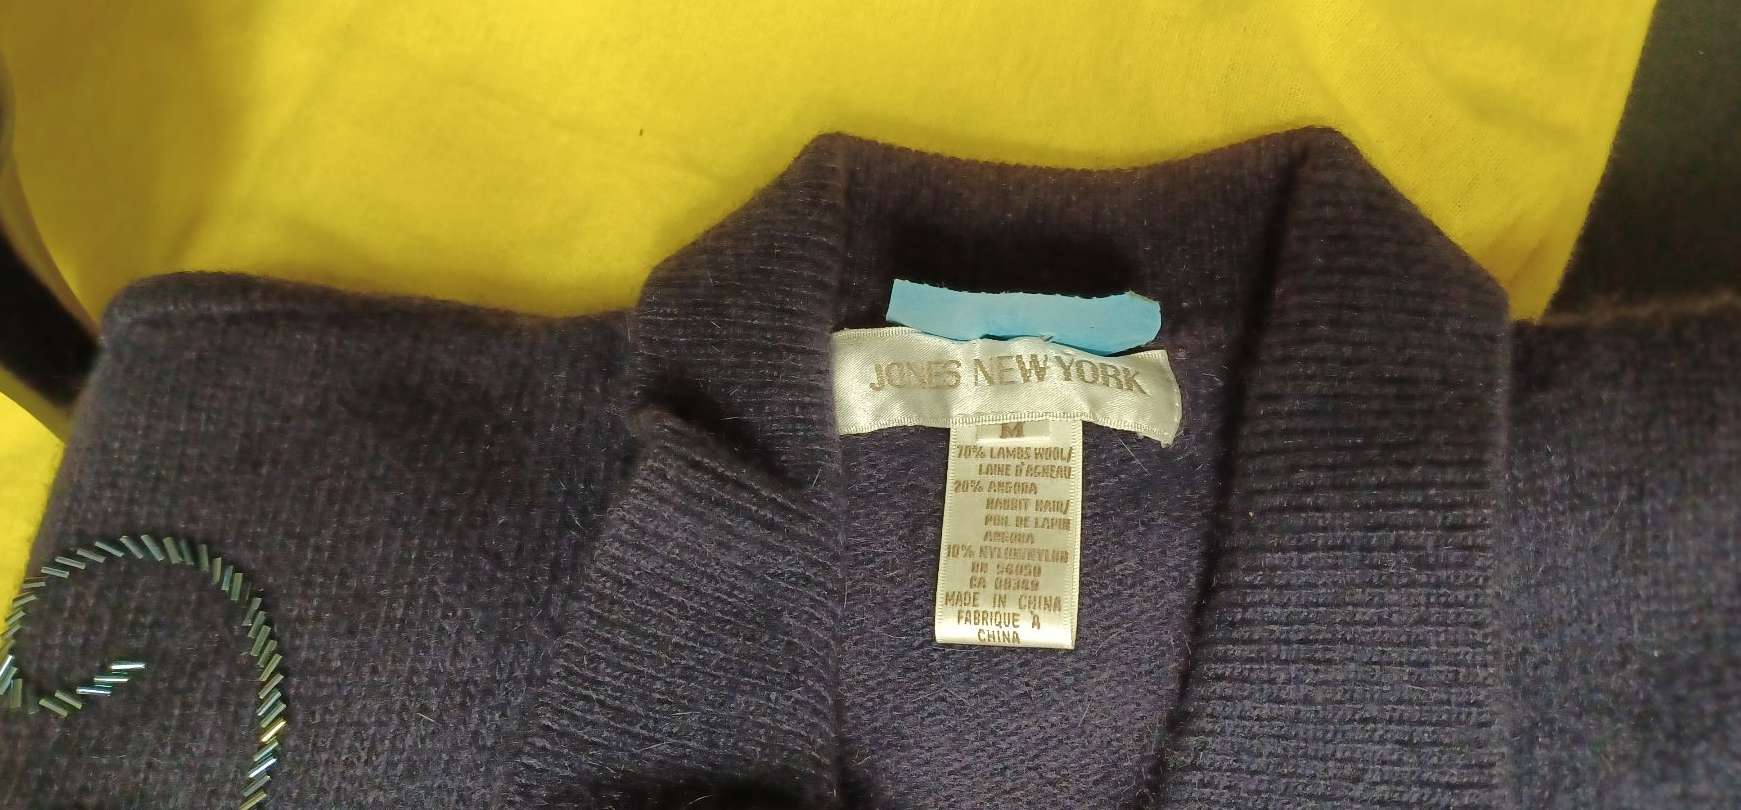 JONES NEW YORK
M
70% LAMBS WOOL/
LAINE D'AGNEAU
20% ANGORA
RABBIT HAIR/
POIL DE LAPIN
ANGORA
10% NYLON/NYLON
RN 54050
CA 00349
MADE IN CHINA
FABRIQUE À
CHINA